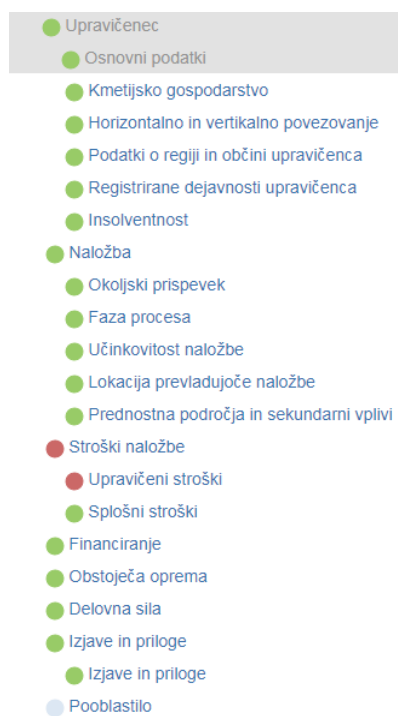 Upravičenec
Osnovni podatki
Kmetijsko gospodarstvo
Horizontalno in vertikalno povezovanje
Podatki o regiji in občini upravičenca
Registrirane dejavnosti upravičenca
Insolventnost
Naložba
Okoljski prispevek
Faza procesa
Učinkovitost naložbe
Lokacija prevladujoče naložbe
Prednostna področja in sekundarni vplivi
Stroški naložbe
Upravičeni stroški
Splošni stroški
Financiranje
Obstoječa oprema
Delovna sila
Izjave in priloge
Izjave in priloge
Pooblastilo